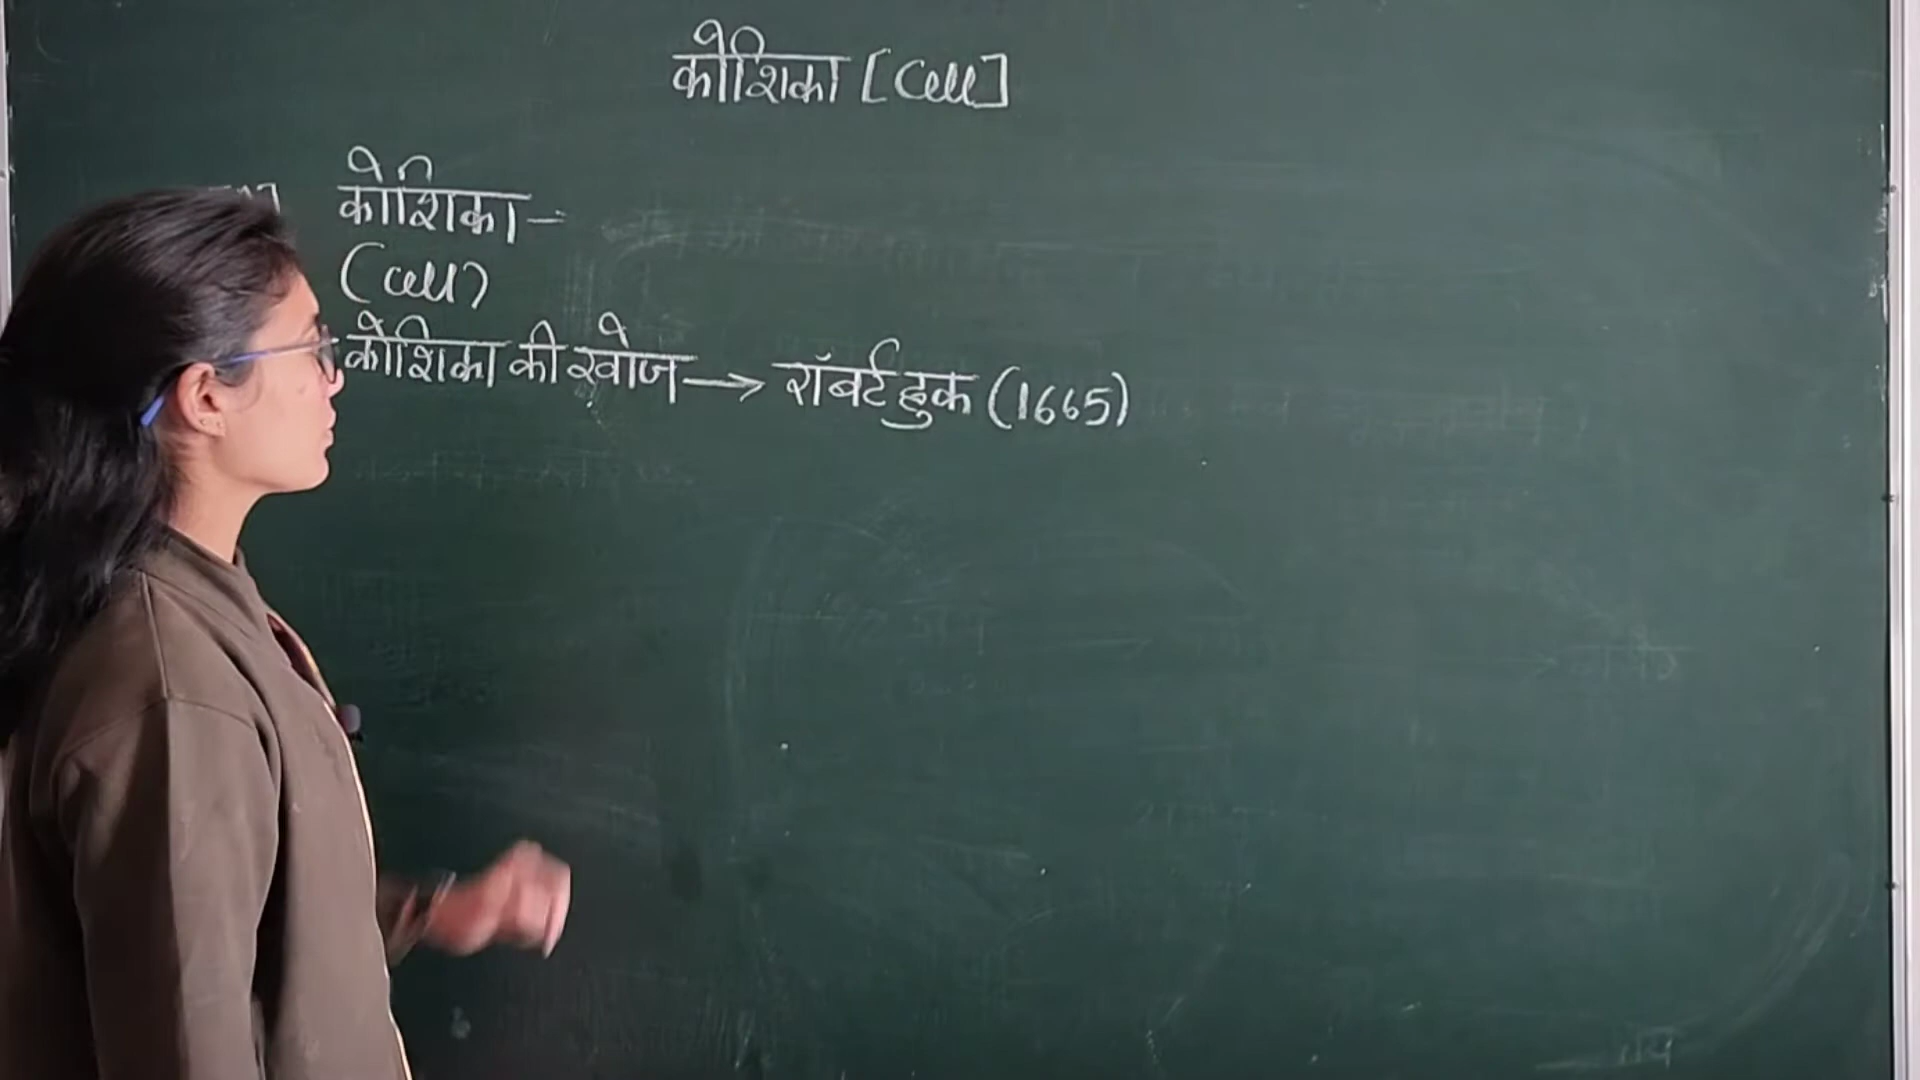 कोशिका [Cell]
कोशिका –
(cell)
कोशिका की खोज → रॉबर्ट हुक (1665)